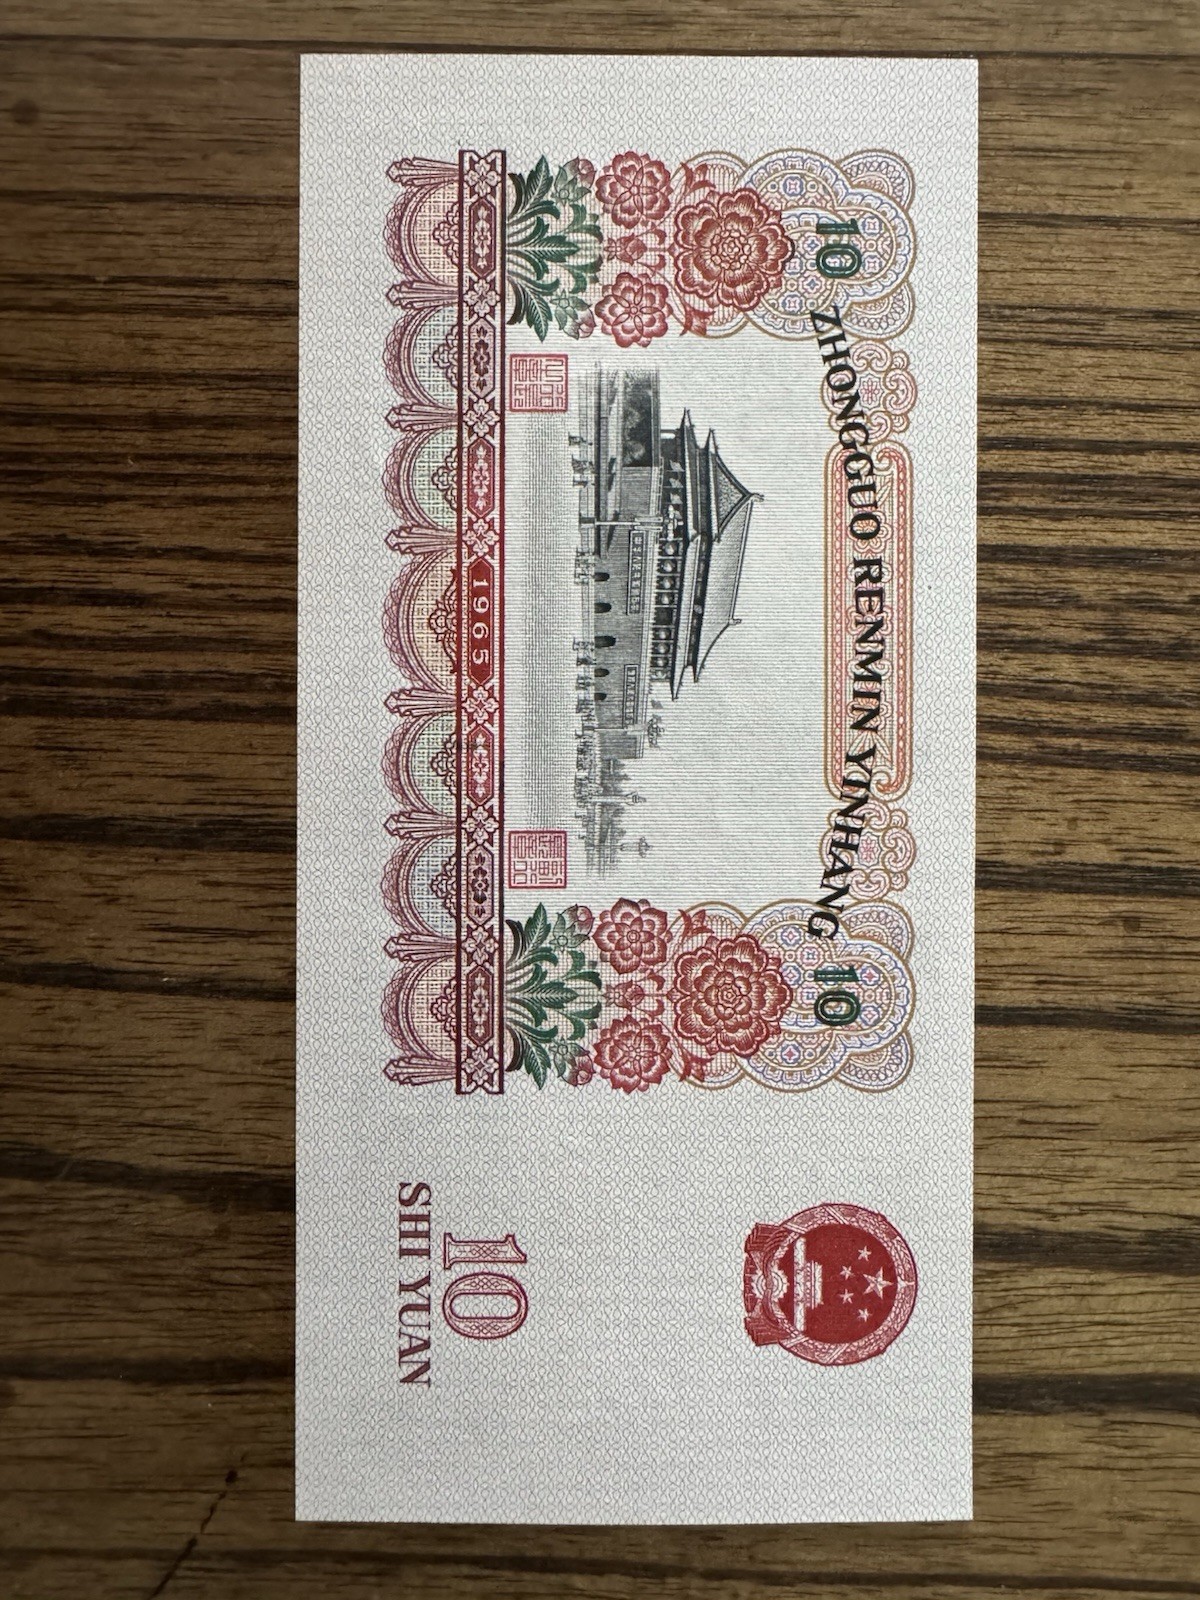 10 ZHONGGUO RENMIN YINHANG 10
1965
10
SHI YUAN